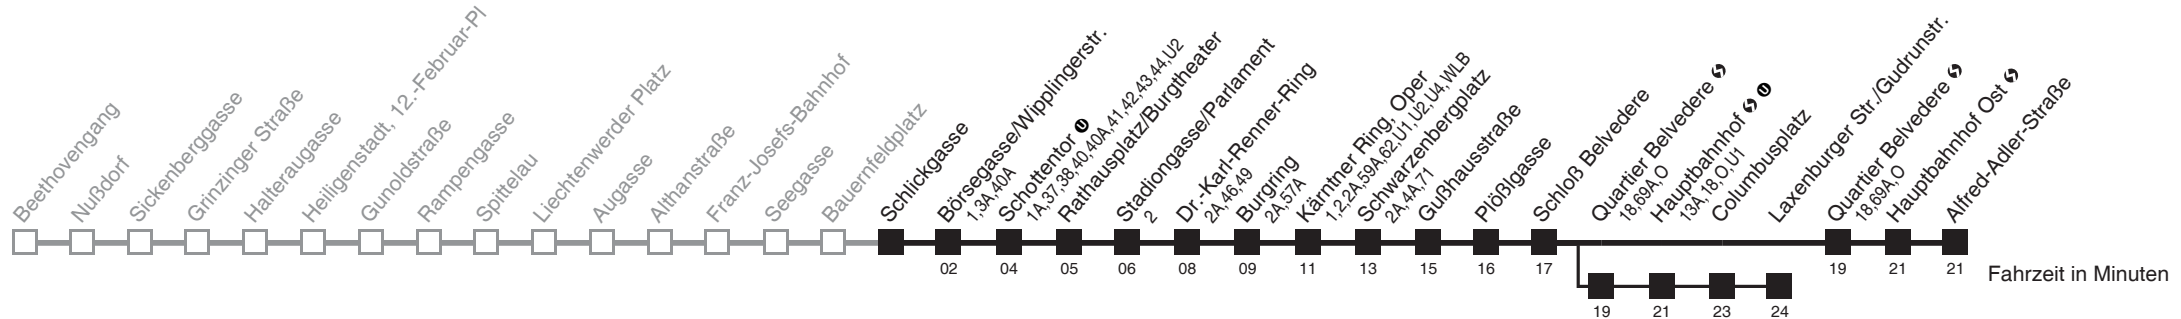 Beethovengang
Nußdorf
Sickenberggasse
Grinzinger Straße
Halteraugasse
Heiligenstadt, 12.-Februar-Pl
Gunoldstraße
Rampengasse
Spittelau
Liechtenwerder Platz
Augasse
Althanstraße
Franz-Josefs-Bahnhof
Seegasse
Bauernfeldplatz
Schlickgasse
Börsegasse/Wipplingerstr.
1,3A,40A
Schottentor U
1A,37,38,40,40A,41,42,43,44,U2
Rathausplatz/Burgtheater
Stadiongasse/Parlament
2
Dr.-Karl-Renner-Ring
2A,46,49
Burgring
2A,57A
Kärntner Ring, Oper
1,2,2A,59A,62,U1,U2,U4,WLB
Schwarzenbergplatz
2A,4A,71
Gußhausstraße
Plößlgasse
Schloß Belvedere
Quartier Belvedere S
18,69A,O
Hauptbahnhof S U
13A,18,O,U1
Columbusplatz
Laxenburger Str./Gudrunstr.
Quartier Belvedere S
18,69A,O
Hauptbahnhof Ost S
Alfred-Adler-Straße
02 04 05 06 08 09 11 13 15 16 17 19 21 21
Fahrzeit in Minuten
19 21 23 24